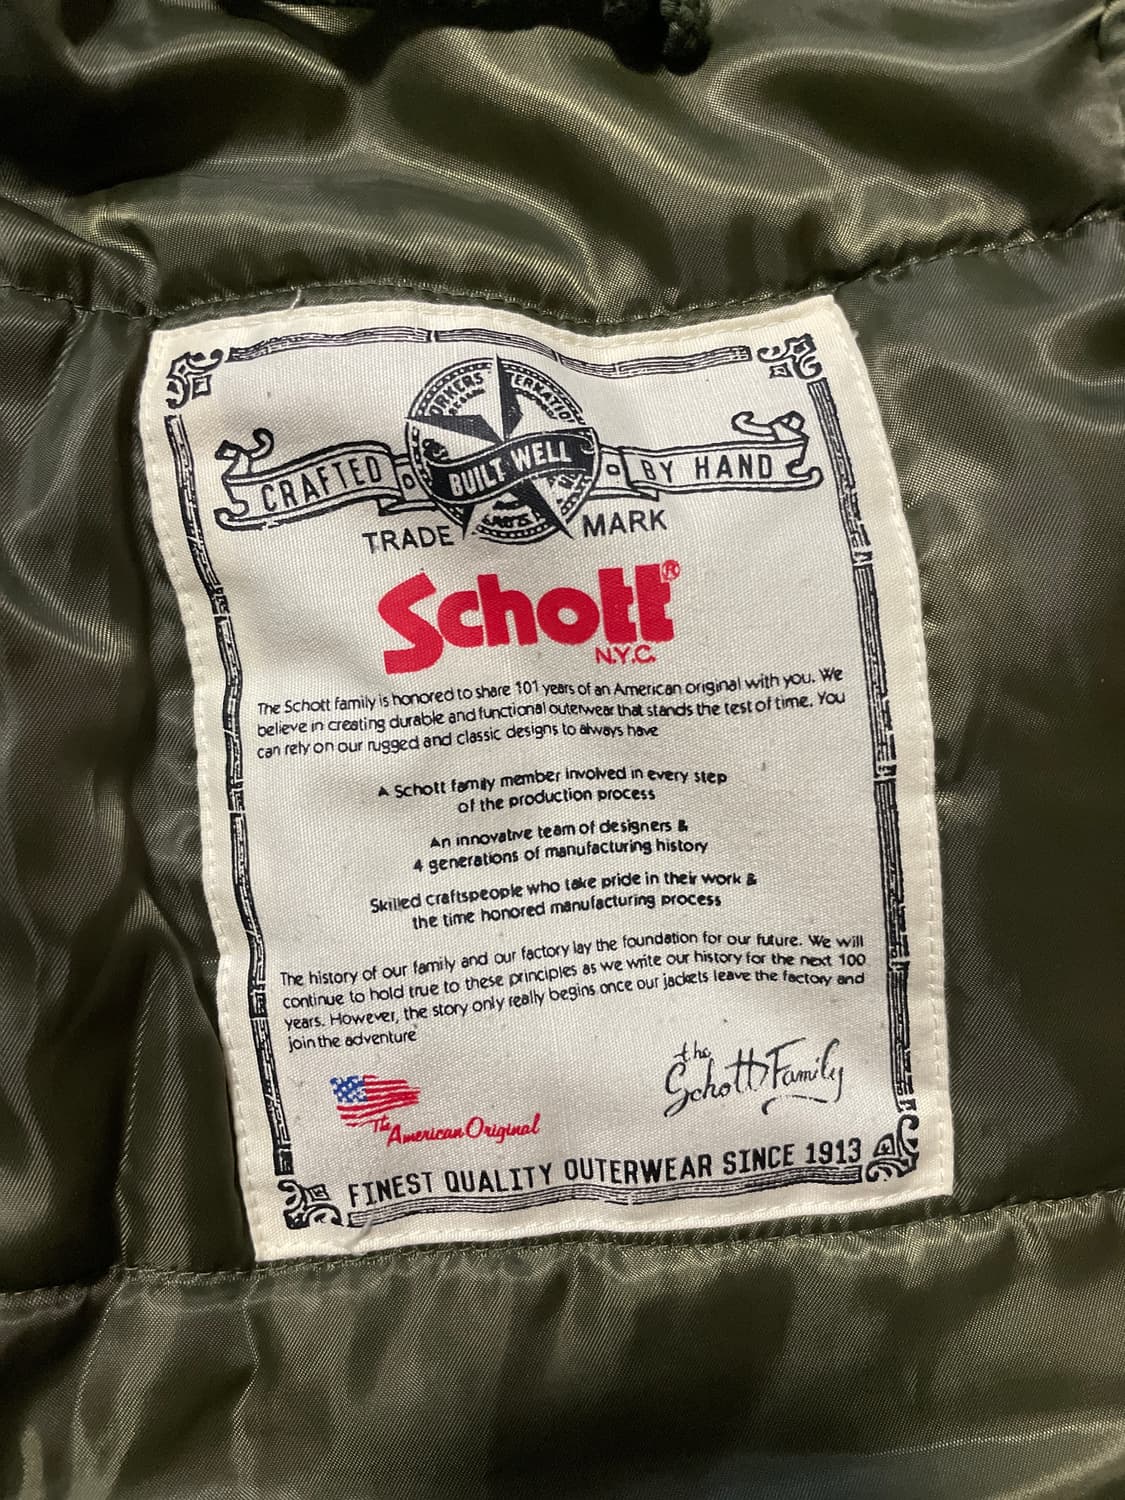 CRAFTED BUILT WELL BY HAND
TRADE MARK
Schott®
N.Y.C.
The Schott family is honored to share 101 years of an American original with you. We
believe in creating durable and functional outerwear that stands the test of time. You
can rely on our rugged and classic designs to always have
A Schott family member involved in every step
of the production process
An innovative team of designers &
4 generations of manufacturing history
Skilled craftspeople who take pride in their work &
the time honored manufacturing process
The history of our family and our factory lay the foundation for our future. We will
continue to hold true to these principles as we write our history for the next 100
years. However, the story only really begins once our jackets leave the factory and
join the adventure
the
Schott Family
The
American Original
FINEST QUALITY OUTERWEAR SINCE 1913